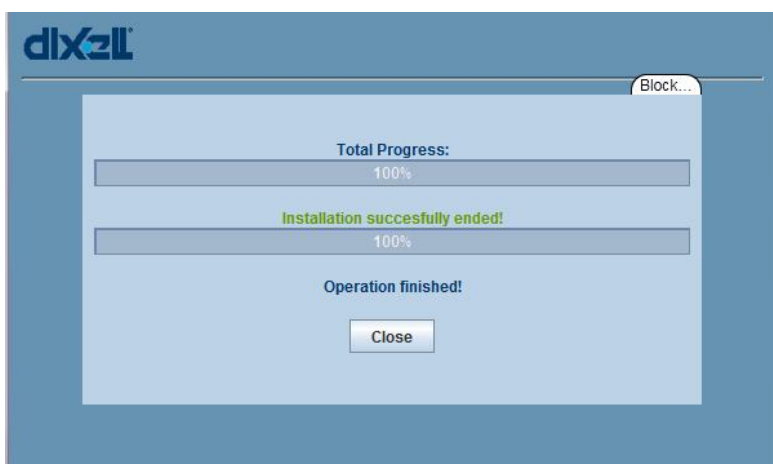 dixell
Block...
Total Progress:
100%
Installation succesfully ended!
100%
Operation finished!
Close